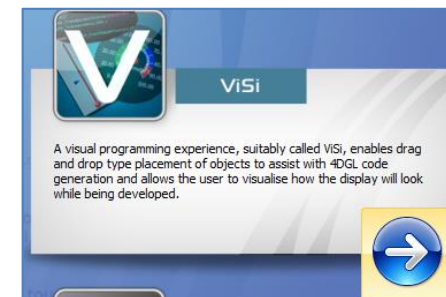 V
ViSi
A visual programming experience, suitably called ViSi, enables drag
and drop type placement of objects to assist with 4DGL code
generation and allows the user to visualise how the display will look
while being developed.